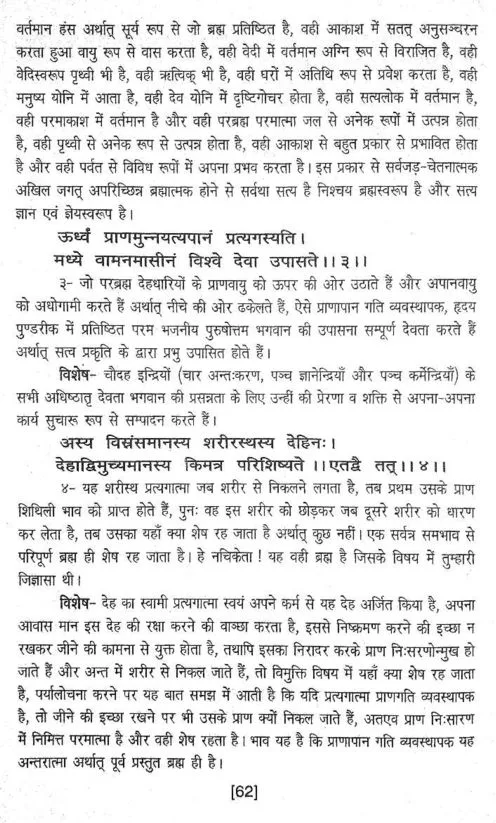 वर्तमान हंस अर्थात् सूर्य रूप से जो ब्रह्म प्रतिष्ठित है, वही आकाश में सतत् अनुसञ्चरन
करता हुआ वायु रूप से वास करता है, वही वेदी में वर्तमान अग्नि रूप से विराजित है, वही
वेदिस्वरूप पृथ्वी भी है, वही ऋत्विक् भी है, वही घरों में अतिथि रूप से प्रवेश करता है, वही
मनुष्य योनि में आता है, वही देव योनि में दृष्टिगोचर होता है, वही सत्यलोक में वर्तमान है,
वही परमाकाश में वर्तमान है और वही परब्रह्म परमात्मा जल से अनेक रूपों में उत्पन्न होता
है, वही पृथ्वी से अनेक रूप से उत्पन्न होता है, वही आकाश से बहुत प्रकार से प्रभावित होता
है और वही पर्वत से विविध रूपों में अपना प्रभव करता है। इस प्रकार से सर्वजड़-चेतनात्मक
अखिल जगत् अपरिच्छिन्न ब्रह्मात्मक होने से सर्वथा सत्य है निश्चय ब्रह्मस्वरूप है और सत्य
ज्ञान एवं ज्ञेयस्वरूप है।
ऊर्ध्वं प्राणमुन्नयत्यपानं प्रत्यगस्यति।
मध्ये वामनमासीनं विश्वे देवा उपासते।।३।।
३- जो परब्रह्म देहधारियों के प्राणवायु को ऊपर की ओर उठाते हैं और अपानवायु
को अधोगामी करते हैं अर्थात् नीचे की ओर ढकेलते हैं, ऐसे प्राणापान गति व्यवस्थापक, हृदय
पुण्डरीक में प्रतिष्ठित परम भजनीय पुरुषोत्तम भगवान की उपासना सम्पूर्ण देवता करते हैं
अर्थात् सत्व प्रकृति के द्वारा प्रभु उपासित होते हैं।
विशेष- चौदह इन्द्रियों (चार अन्तःकरण, पञ्च ज्ञानेन्द्रियाँ और पञ्च कर्मेन्द्रियाँ) के
सभी अधिष्ठातृ देवता भगवान की प्रसन्नता के लिए उन्हीं की प्रेरणा व शक्ति से अपना-अपना
कार्य सुचारू रूप से सम्पादन करते हैं।
अस्य विस्रंसमानस्य शरीरस्थस्य देहिनः।
देहाद्विमुच्यमानस्य किमत्र परिशिष्यते ।।एतद्वै तत्।।४।।
४- यह शरीरस्थ प्रत्यगात्मा जब शरीर से निकलने लगता है, तब प्रथम उसके प्राण
शिथिली भाव को प्राप्त होते हैं, पुनः वह इस शरीर को छोड़कर जब दूसरे शरीर को धारण
कर लेता है, तब उसका यहाँ क्या शेष रह जाता है अर्थात् कुछ नहीं। एक सर्वत्र समभाव से
परिपूर्ण ब्रह्म ही शेष रह जाता है। हे नचिकेता ! यह वही ब्रह्म है जिसके विषय में तुम्हारी
जिज्ञासा थी।
विशेष- देह का स्वामी प्रत्यगात्मा स्वयं अपने कर्म से यह देह अर्जित किया है, अपना
आवास मान इस देह की रक्षा करने की वाञ्छा करता है, इससे निष्क्रमण करने की इच्छा न
रखकर जीने की कामना से युक्त होता है, तथापि इसका निरादर करके प्राण निःसरणोन्मुख हो
जाते हैं और अन्त में शरीर से निकल जाते हैं, तो विमुक्ति विषय में यहाँ क्या शेष रह जाता
है, पर्यालोचना करने पर यह बात समझ में आती है कि यदि प्रत्यगात्मा प्राणगति व्यवस्थापक
है, तो जीने की इच्छा रखने पर भी उसके प्राण क्यों निकल जाते हैं, अतएव प्राण निःसारण
में निमित्त परमात्मा है और वही शेष रहता है। भाव यह है कि प्राणापान गति व्यवस्थापक यह
अन्तरात्मा अर्थात् पूर्व प्रस्तुत ब्रह्म ही है।
[62]